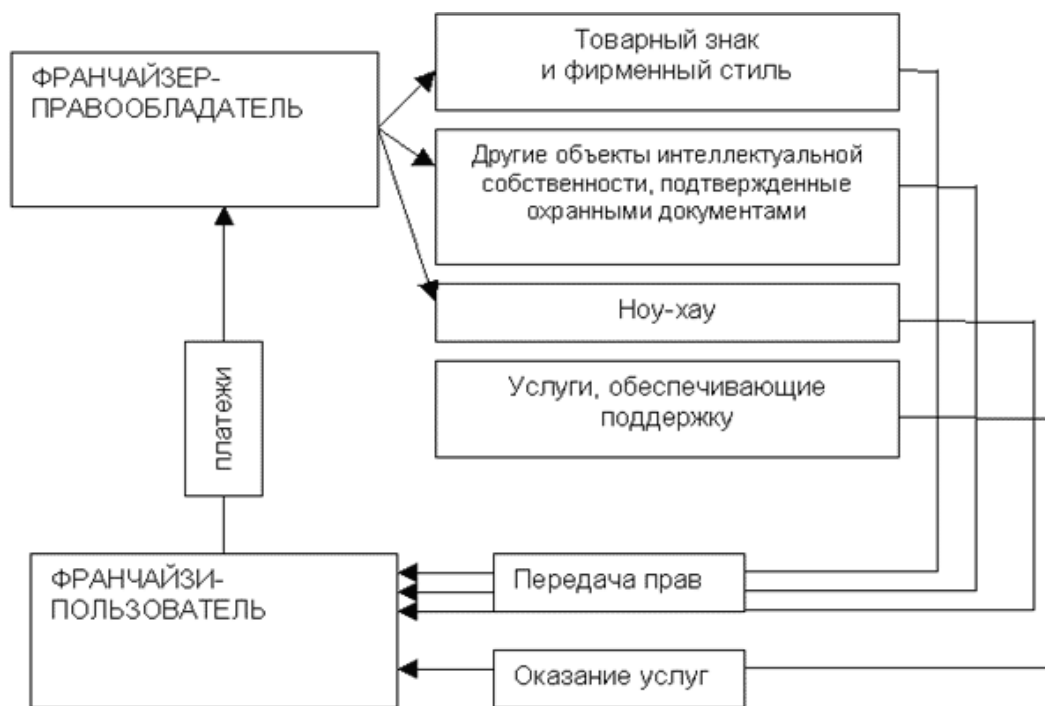 ФРАНЧАЙЗЕР-
ПРАВООБЛАДАТЕЛЬ
Товарный знак
и фирменный стиль
Другие объекты интеллектуальной
собственности, подтвержденные
охранными документами
Ноу-хау
Услуги, обеспечивающие
поддержку
платежи
ФРАНЧАЙЗИ-
ПОЛЬЗОВАТЕЛЬ
Передача прав
Оказание услуг